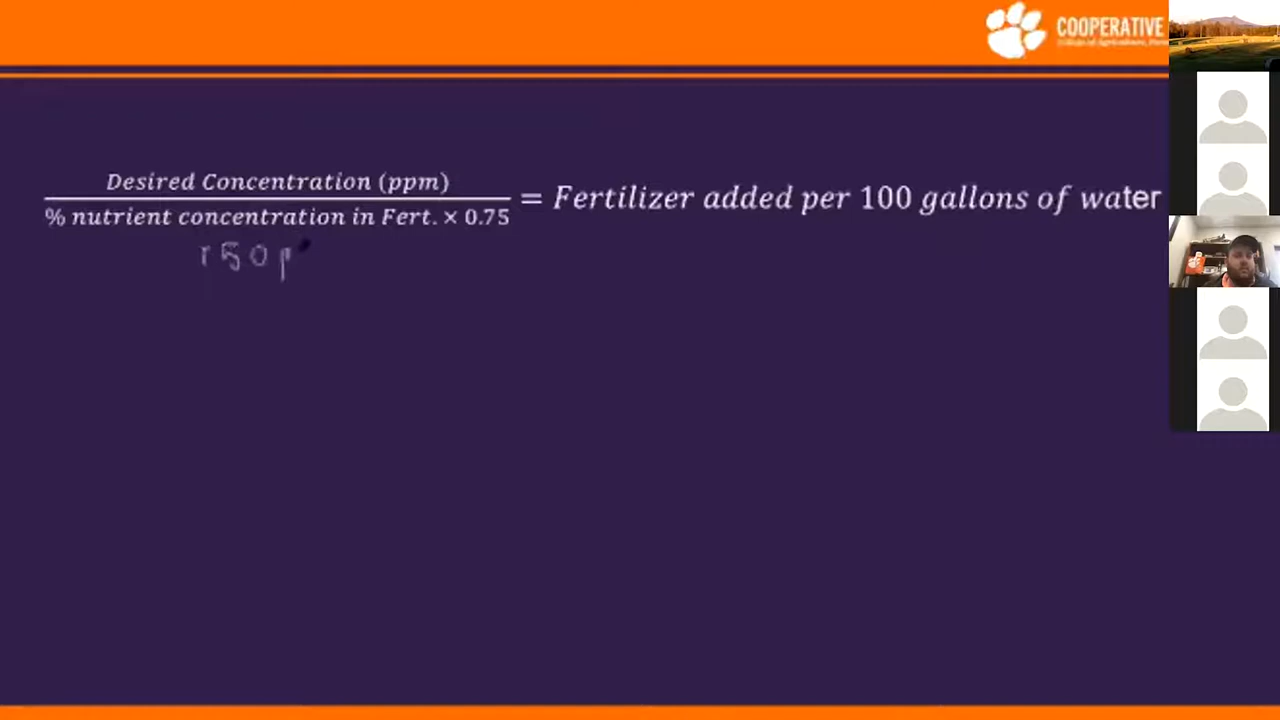 COOPERATIVE
Desired Concentration (ppm)
% nutrient concentration in Fert. × 0.75
= Fertilizer added per 100 gallons of water
150 p